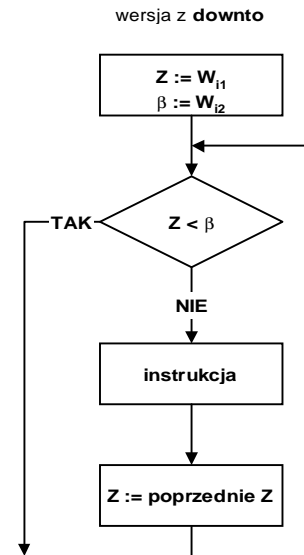 wersja z downto
Z := Wi1
β := Wi2
Z < β
TAK
NIE
instrukcja
Z := poprzednie Z